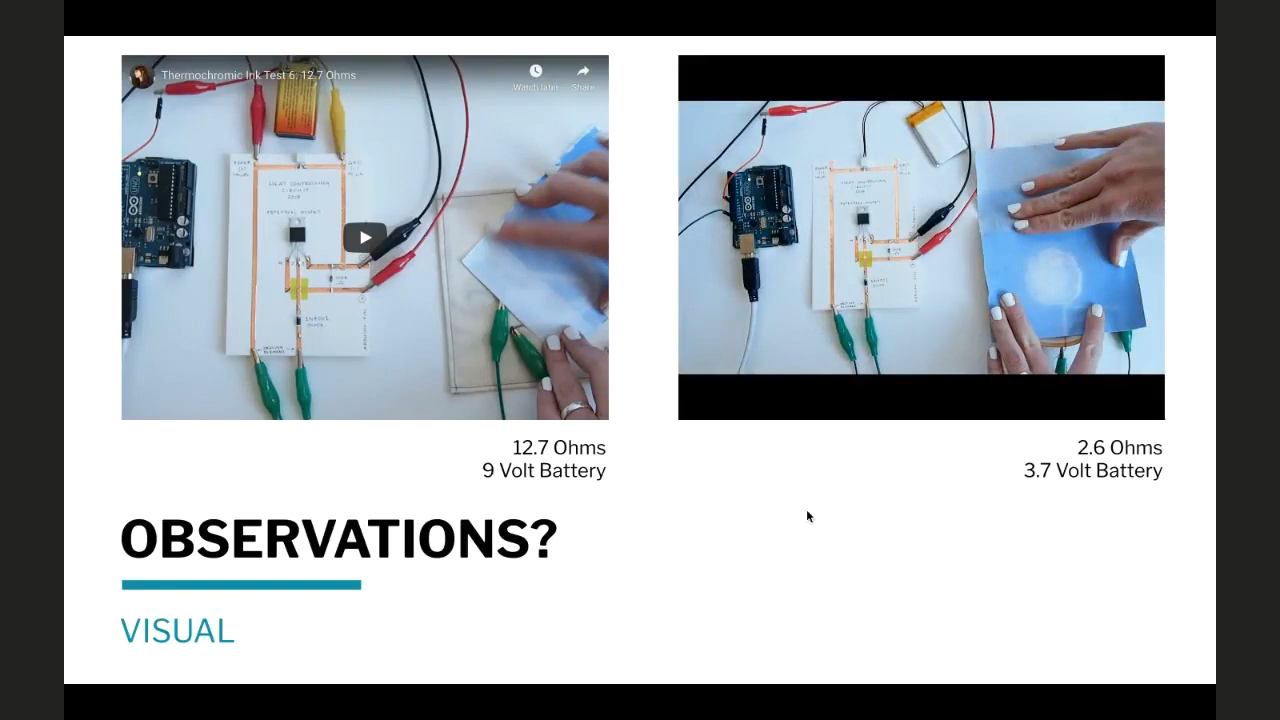 Thermochromic Ink Test 6: 12.7 Ohms
Watch later
Share
12.7 Ohms
9 Volt Battery
2.6 Ohms
3.7 Volt Battery
OBSERVATIONS?
VISUAL